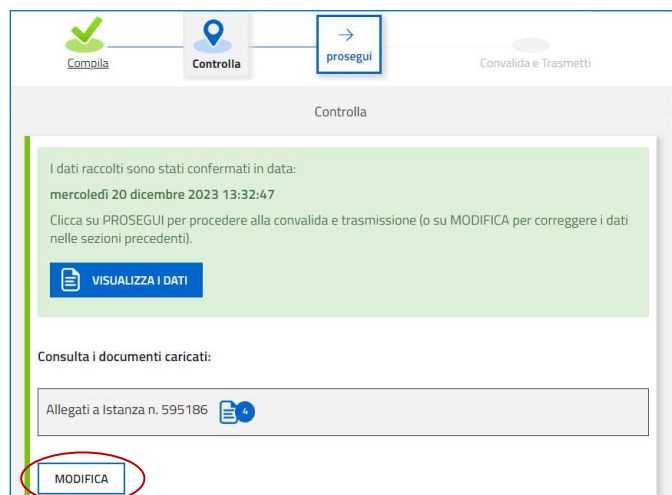 Compila
Controlla
prosegui
Convalida e Trasmetti
Controlla
I dati raccolti sono stati confermati in data:
mercoledì 20 dicembre 2023 13:32:47
Clicca su PROSEGUI per procedere alla convalida e trasmissione (o su MODIFICA per correggere i dati
nelle sezioni precedenti).
VISUALIZZA I DATI
Consulta i documenti caricati:
Allegati a Istanza n. 595186 4
MODIFICA